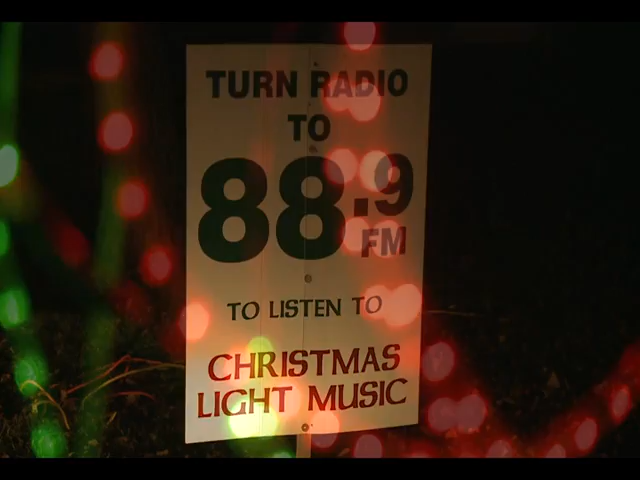 TURN RADIO
TO
88.9 FM
TO LISTEN TO
CHRISTMAS
LIGHT MUSIC